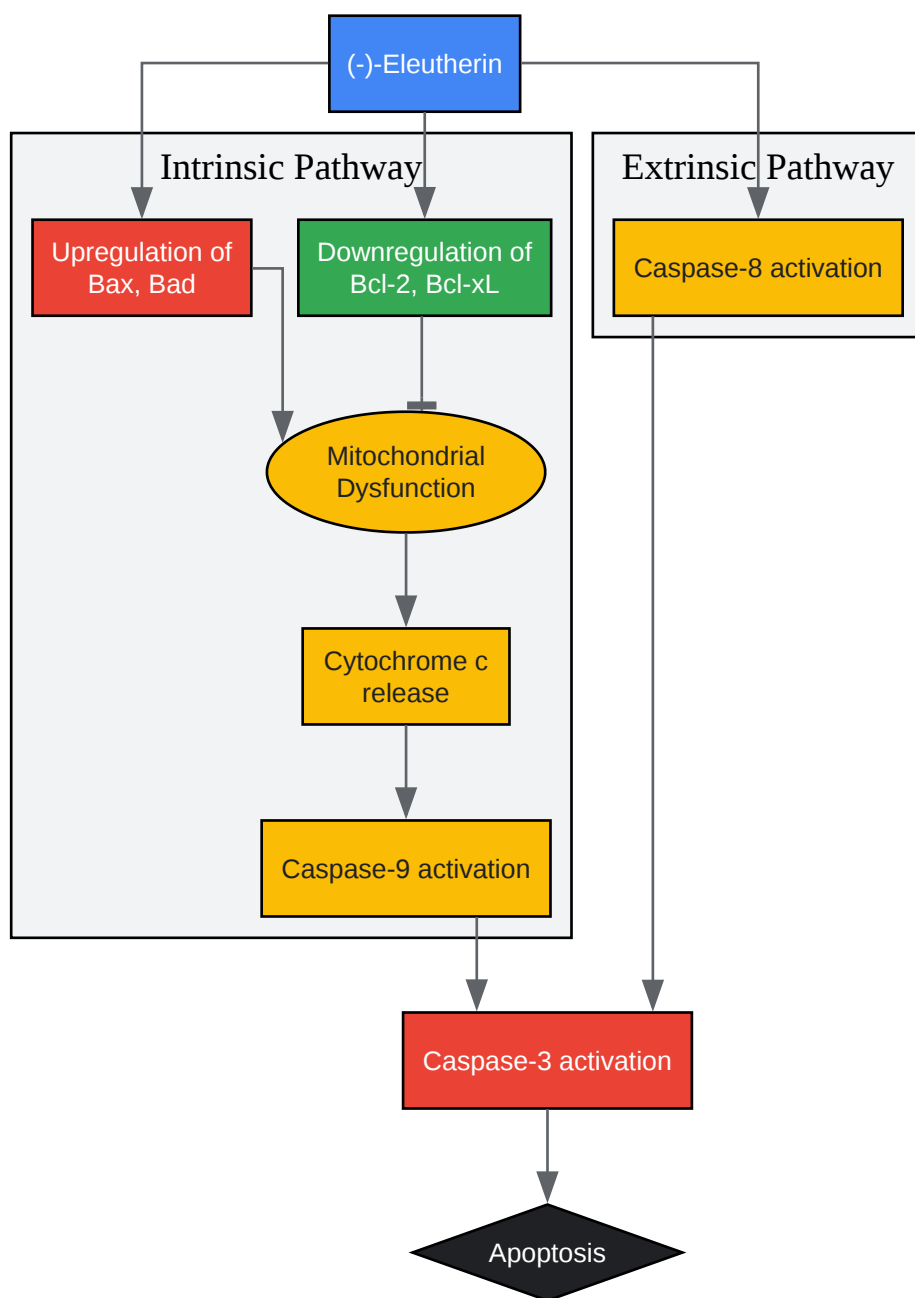 (-)-Eleutherin
Intrinsic Pathway
Extrinsic Pathway
Upregulation of
Bax, Bad
Downregulation of
Bcl-2, Bcl-xL
Caspase-8 activation
Mitochondrial
Dysfunction
Cytochrome c
release
Caspase-9 activation
Caspase-3 activation
Apoptosis